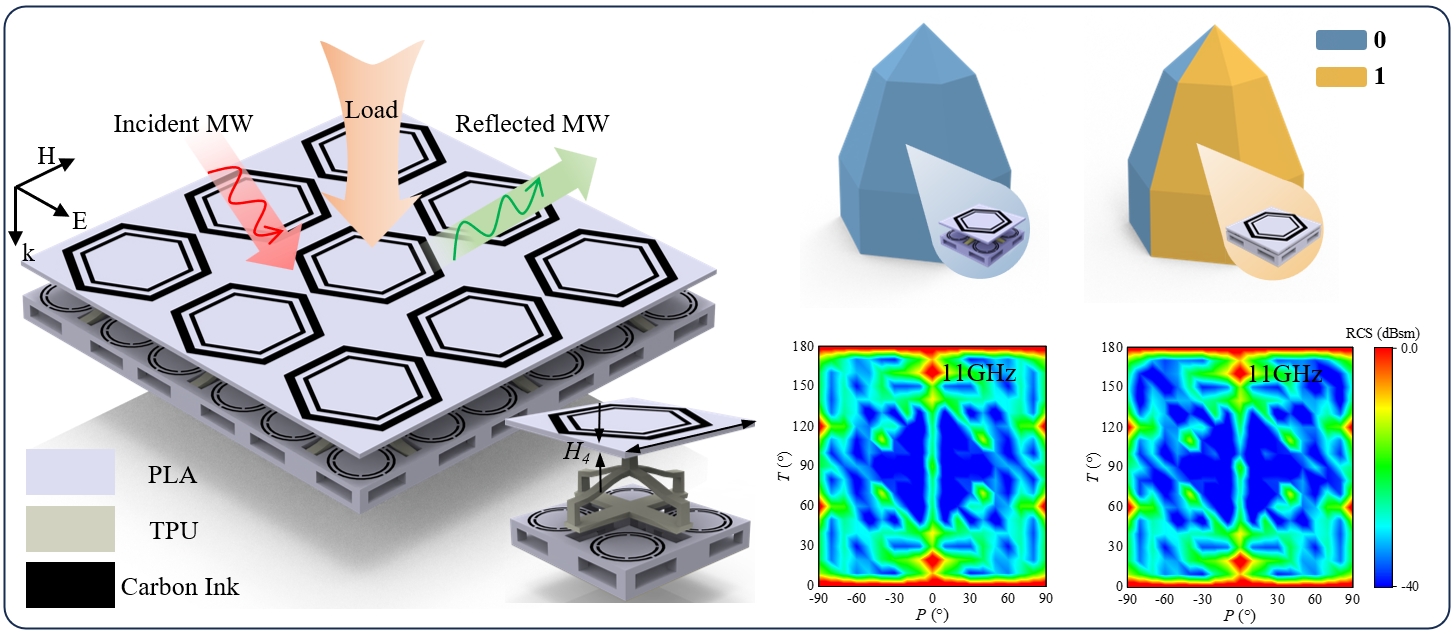 Incident MW
Load
Reflected MW
H
E
k
H4
PLA
TPU
Carbon Ink
0
1
11GHz
180
150
120
90
60
30
0
T (°)
-90
-60
-30
0
30
60
90
P (°)
11GHz
180
150
120
90
60
30
0
T (°)
-90
-60
-30
0
30
60
90
P (°)
RCS (dBsm)
0.0
-40